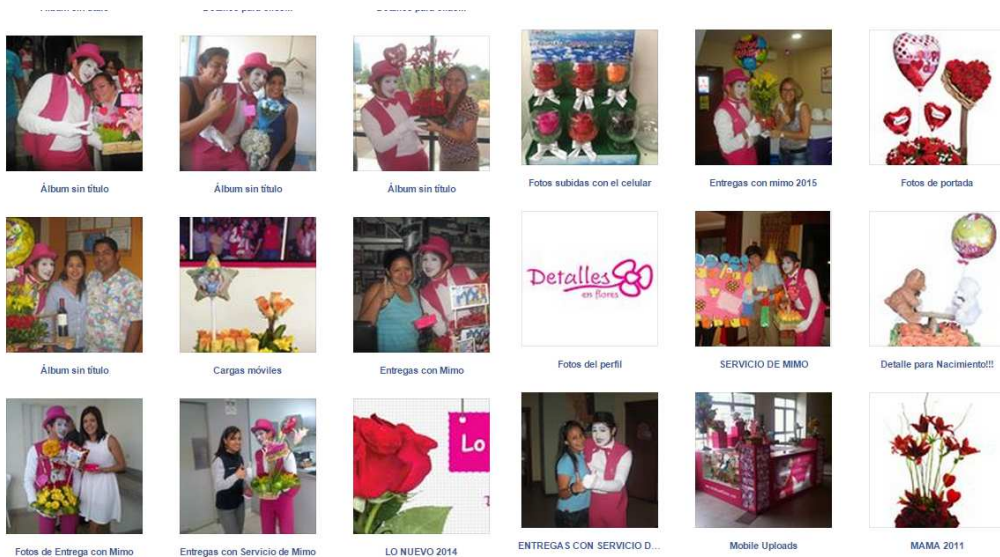 Álbum sin título
Álbum sin título
Álbum sin título
Fotos subidas con el celular
Entregas con mimo 2015
Fotos de portada
Detalles
en flores
Álbum sin título
Cargas móviles
Entregas con Mimo
Fotos del perfil
SERVICIO DE MIMO
Detalle para Nacimiento!!!
Lo
Fotos de Entrega con Mimo
Entregas con Servicio de Mimo
LO NUEVO 2014
ENTREGAS CON SERVICIO D...
Mobile Uploads
MAMA 2011